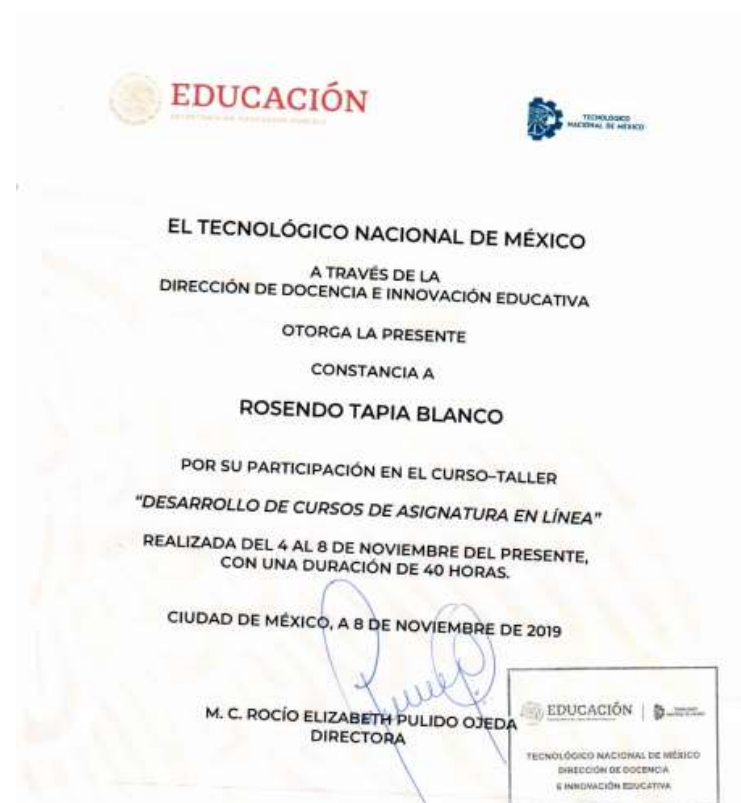 EDUCACIÓN
SECRETARÍA DE EDUCACIÓN PÚBLICA
TECNOLÓGICO
NACIONAL DE MÉXICO
EL TECNOLÓGICO NACIONAL DE MÉXICO
A TRAVÉS DE LA
DIRECCIÓN DE DOCENCIA E INNOVACIÓN EDUCATIVA
OTORGA LA PRESENTE
CONSTANCIA A
ROSENDO TAPIA BLANCO
POR SU PARTICIPACIÓN EN EL CURSO–TALLER
"DESARROLLO DE CURSOS DE ASIGNATURA EN LÍNEA"
REALIZADA DEL 4 AL 8 DE NOVIEMBRE DEL PRESENTE,
CON UNA DURACIÓN DE 40 HORAS.
CIUDAD DE MÉXICO, A 8 DE NOVIEMBRE DE 2019
M. C. ROCÍO ELIZABETH PULIDO OJEDA
DIRECTORA
EDUCACIÓN
TECNOLÓGICO NACIONAL DE MÉXICO
DIRECCIÓN DE DOCENCIA
E INNOVACIÓN EDUCATIVA